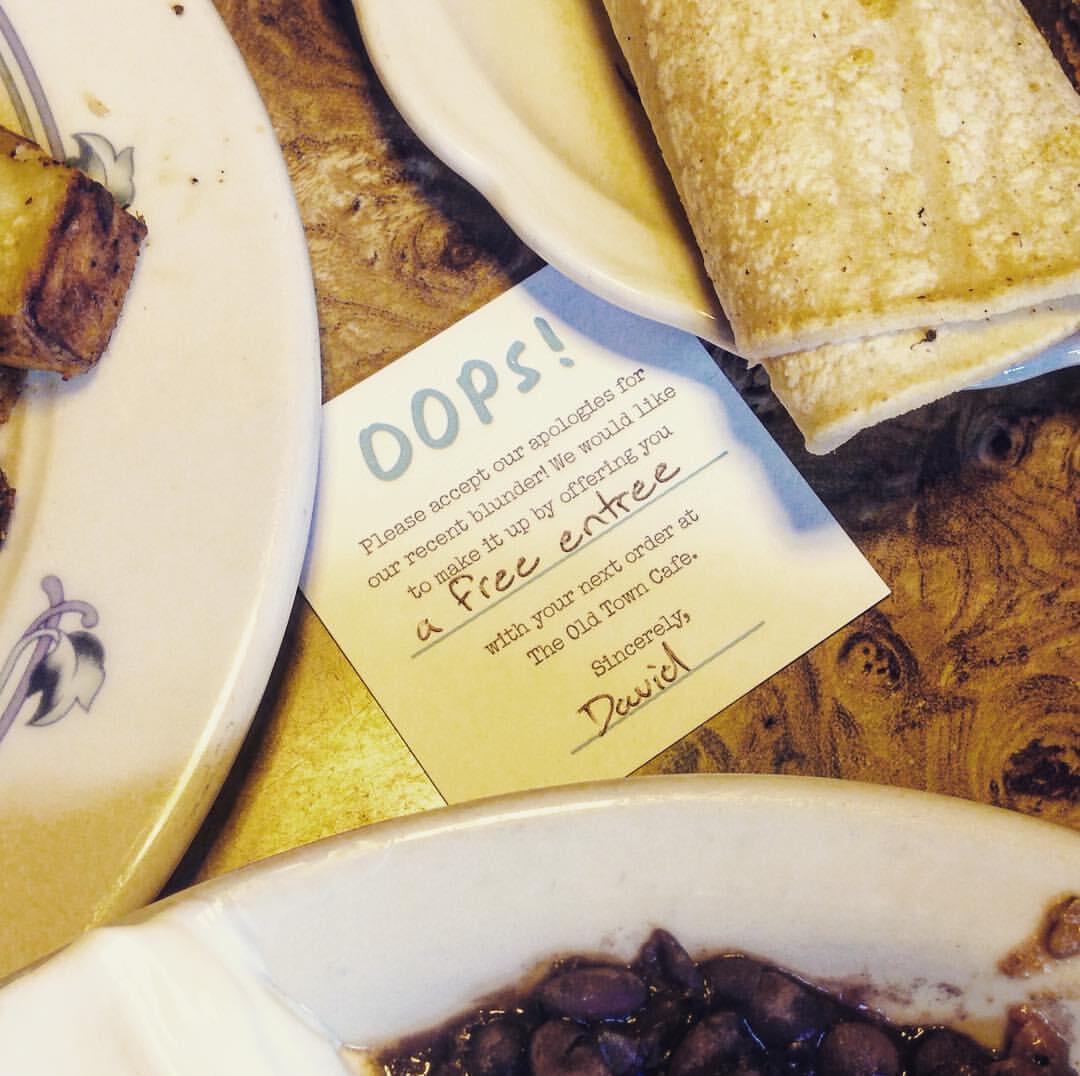 OOPS!
Please accept our apologies for
our recent blunder! We would like
to make it up by offering you
a free entree
with your next order at
The Old Town Cafe.
Sincerely,
David